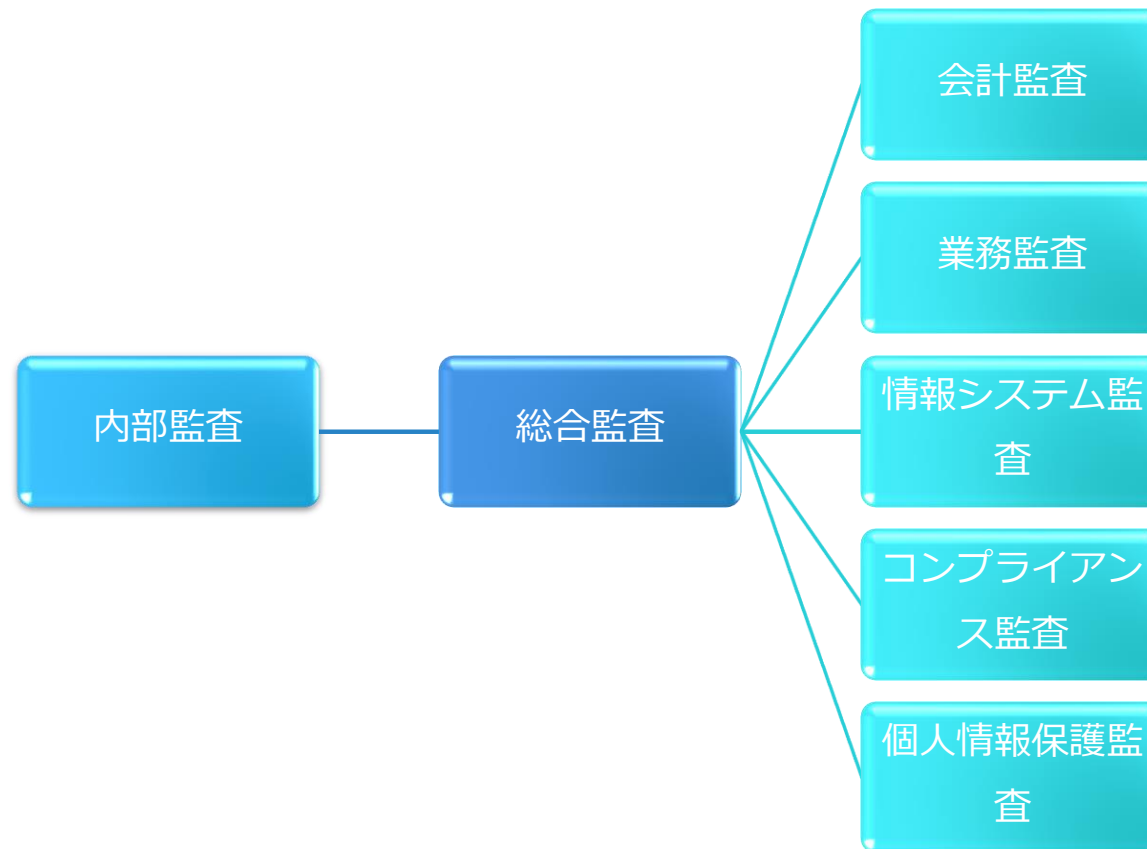 会計監査
業務監査
内部監査
総合監査
情報システム監
査
コンプライアン
ス監査
個人情報保護監
査